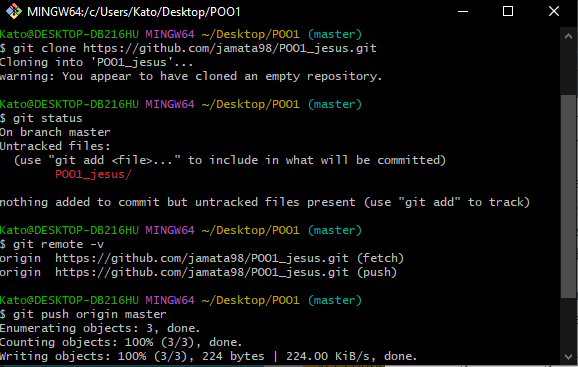 MINGW64:/c/Users/Kato/Desktop/POO1
Kato@DESKTOP-DB216HU MINGW64 ~/Desktop/POO1 (master)
$ git clone https://github.com/jamata98/POO1_jesus.git
Cloning into 'POO1_jesus'...
warning: You appear to have cloned an empty repository.
Kato@DESKTOP-DB216HU MINGW64 ~/Desktop/POO1 (master)
$ git status
On branch master
Untracked files:
  (use "git add <file>..." to include in what will be committed)
        POO1_jesus/
nothing added to commit but untracked files present (use "git add" to track)
Kato@DESKTOP-DB216HU MINGW64 ~/Desktop/POO1 (master)
$ git remote -v
origin  https://github.com/jamata98/POO1_jesus.git (fetch)
origin  https://github.com/jamata98/POO1_jesus.git (push)
Kato@DESKTOP-DB216HU MINGW64 ~/Desktop/POO1 (master)
$ git push origin master
Enumerating objects: 3, done.
Counting objects: 100% (3/3), done.
Writing objects: 100% (3/3), 224 bytes | 224.00 KiB/s, done.